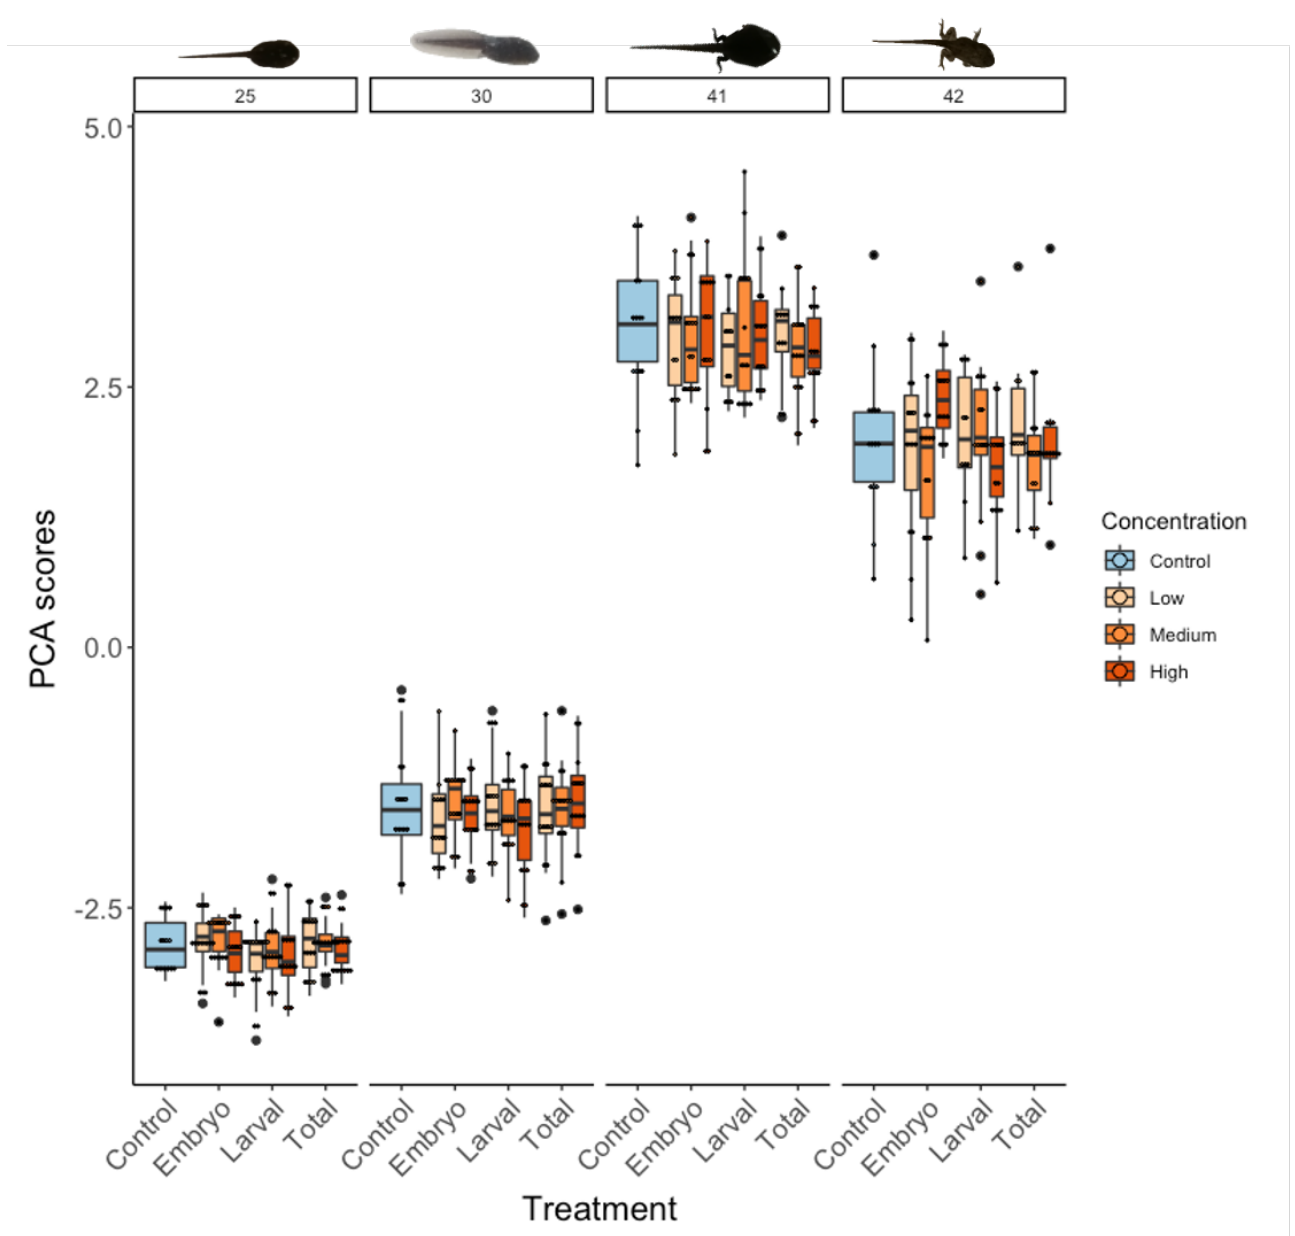 25 30 41 42
5.0
2.5
0.0
-2.5
PCA scores
Control Embryo Larval Total Control Embryo Larval Total Control Embryo Larval Total Control Embryo Larval Total
Treatment
Concentration
Control
Low
Medium
High